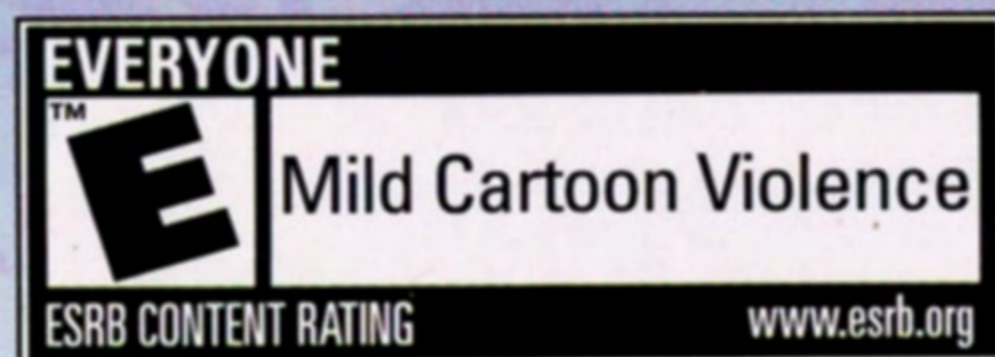 EVERYONE
TM
E
Mild Cartoon Violence
ESRB CONTENT RATING www.esrb.org